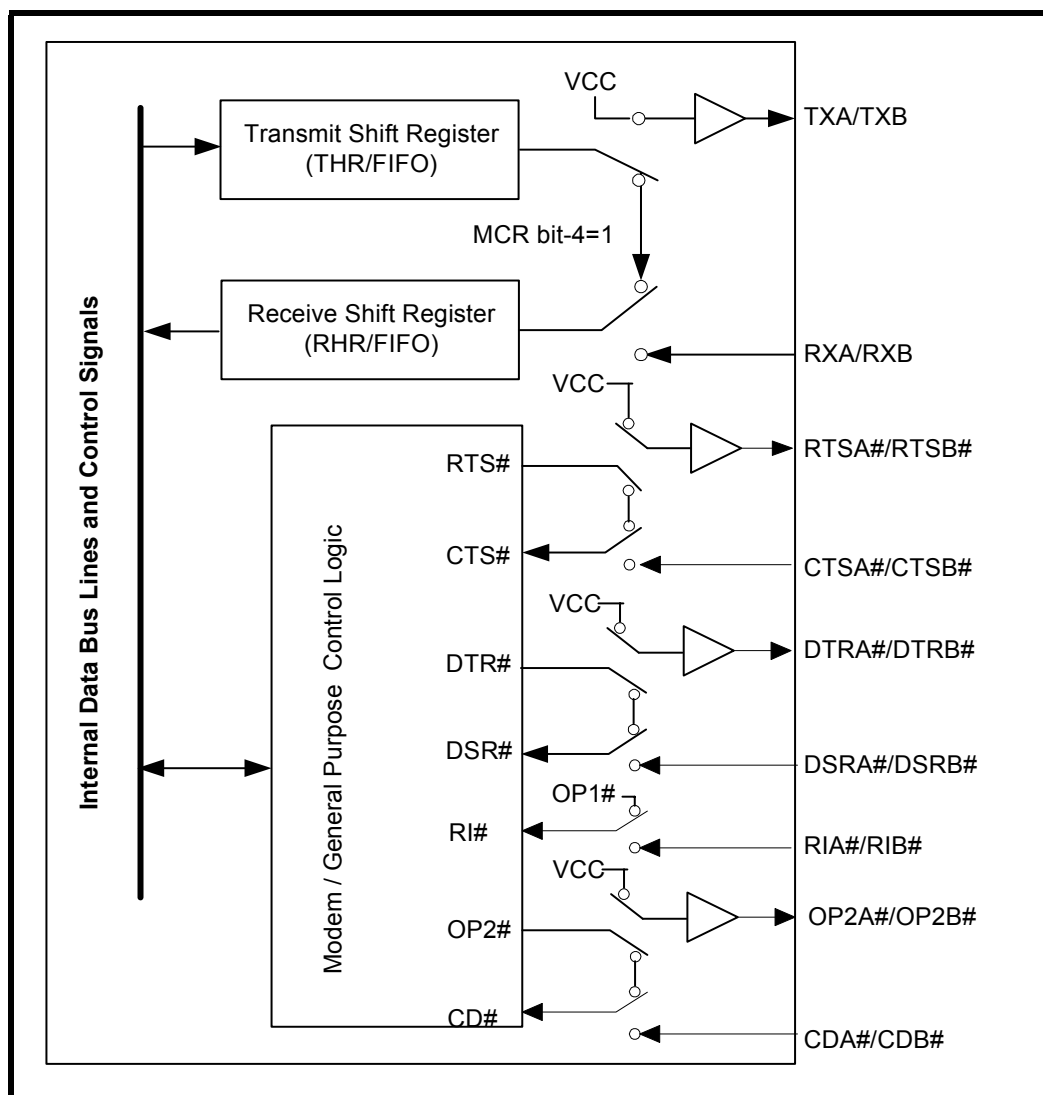 VCC
TXA/TXB
Transmit Shift Register
(THR/FIFO)
MCR bit-4=1
Receive Shift Register
(RHR/FIFO)
RXA/RXB
VCC
RTSA#/RTSB#
RTS#
CTS#
CTSA#/CTSB#
VCC
DTRA#/DTRB#
DTR#
DSR#
DSRA#/DSRB#
OP1#
RI#
RIA#/RIB#
VCC
OP2A#/OP2B#
OP2#
CD#
CDA#/CDB#
Internal Data Bus Lines and Control Signals
Modem / General Purpose Control Logic